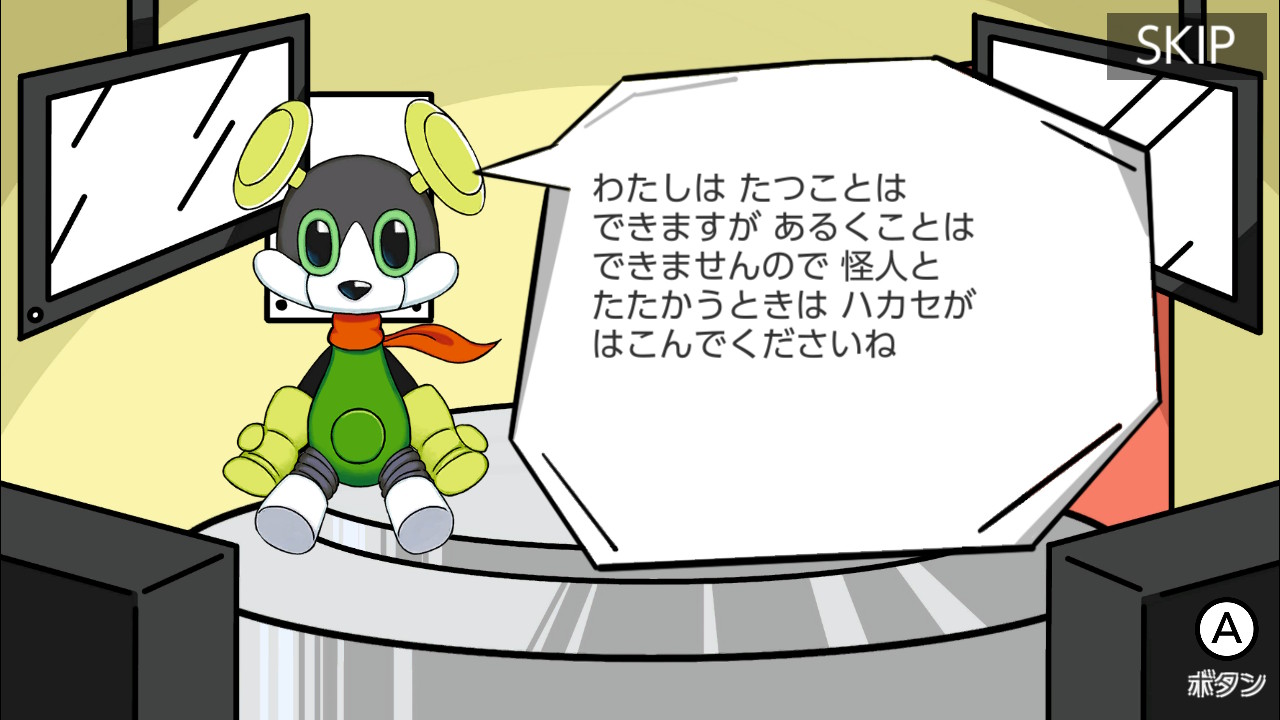 SKIP
わたしは たつことは
できますが あるくことは
できませんので 怪人と
たたかうときは ハカセが
はこんでくださいね
A
ボタン